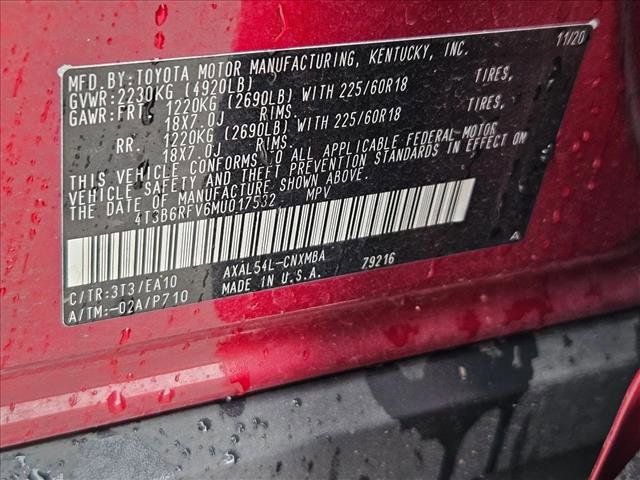 MFD. BY: TOYOTA MOTOR MANUFACTURING, KENTUCKY, INC. 11/20
GVWR: 2230KG (4920LB)
GAWR: FRT. 1220KG (2690LB) WITH 225/60R18 TIRES,
18X7.0J RIMS.
RR. 1220KG (2690LB) WITH 225/60R18 TIRES,
18X7.0J RIMS.
THIS VEHICLE CONFORMS TO ALL APPLICABLE FEDERAL MOTOR
VEHICLE SAFETY AND THEFT PREVENTION STANDARDS IN EFFECT ON
THE DATE OF MANUFACTURE SHOWN ABOVE.
4T3B6RFV6MU017532 MPV
C/TR:3T3/EA10 AXAL54L-CNXMBA 79216 A
A/TM:-02A/P710 MADE IN U.S.A.